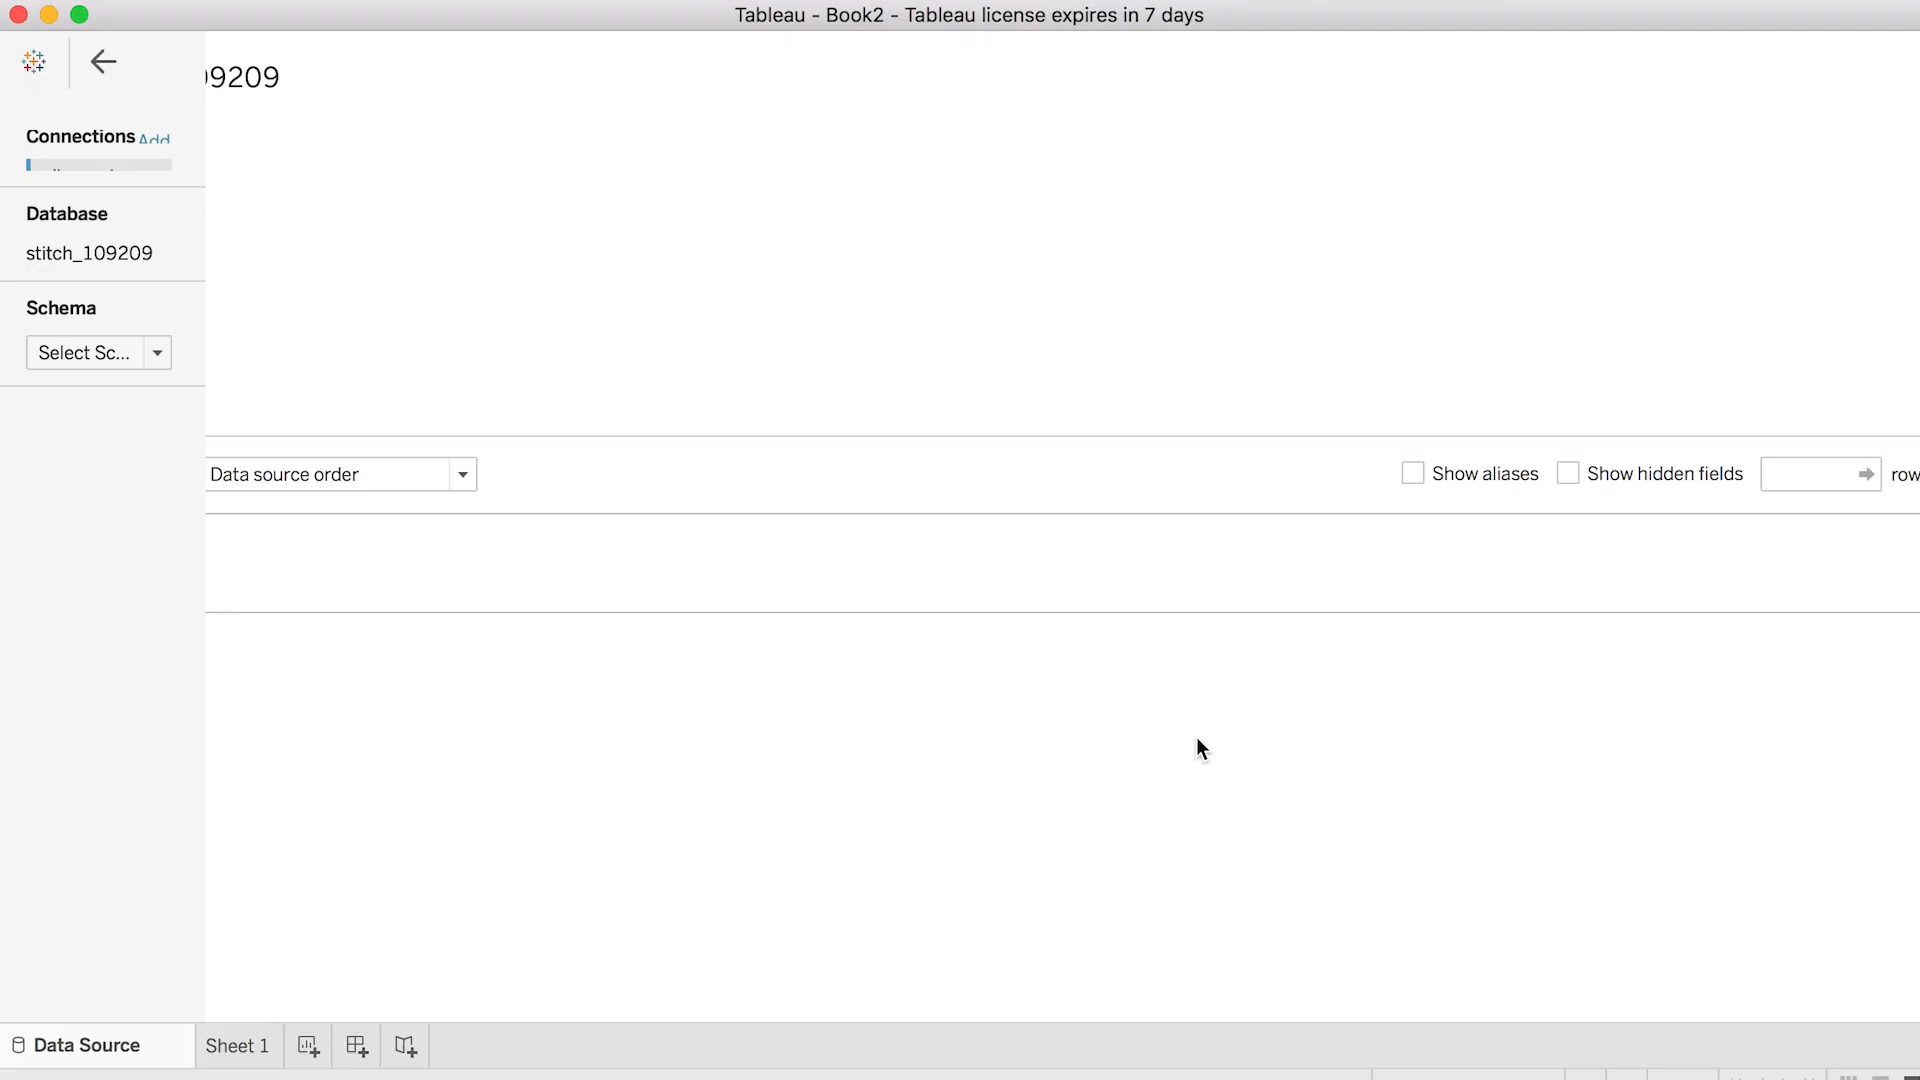 Tableau - Book2 - Tableau license expires in 7 days
9209
Connections Add
Database
stitch_109209
Schema
Select Sc...
Data source order
Show aliases
Show hidden fields
row
Data Source
Sheet 1